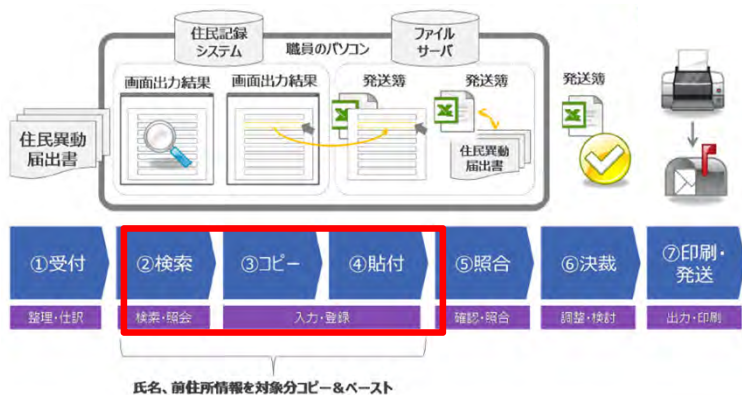 住民記録
システム
職員のパソコン
ファイル
サーバ
画面出力結果
画面出力結果
発送簿
発送簿
発送簿
住民異動
届出書
住民異動
届出書
①受付
②検索
③コピー
④貼付
⑤照合
⑥決裁
⑦印刷・
発送
整理・仕訳
検索・照会
入力・登録
確認・照合
調整・検討
出力・印刷
氏名、前住所情報を対象分コピー&ペースト